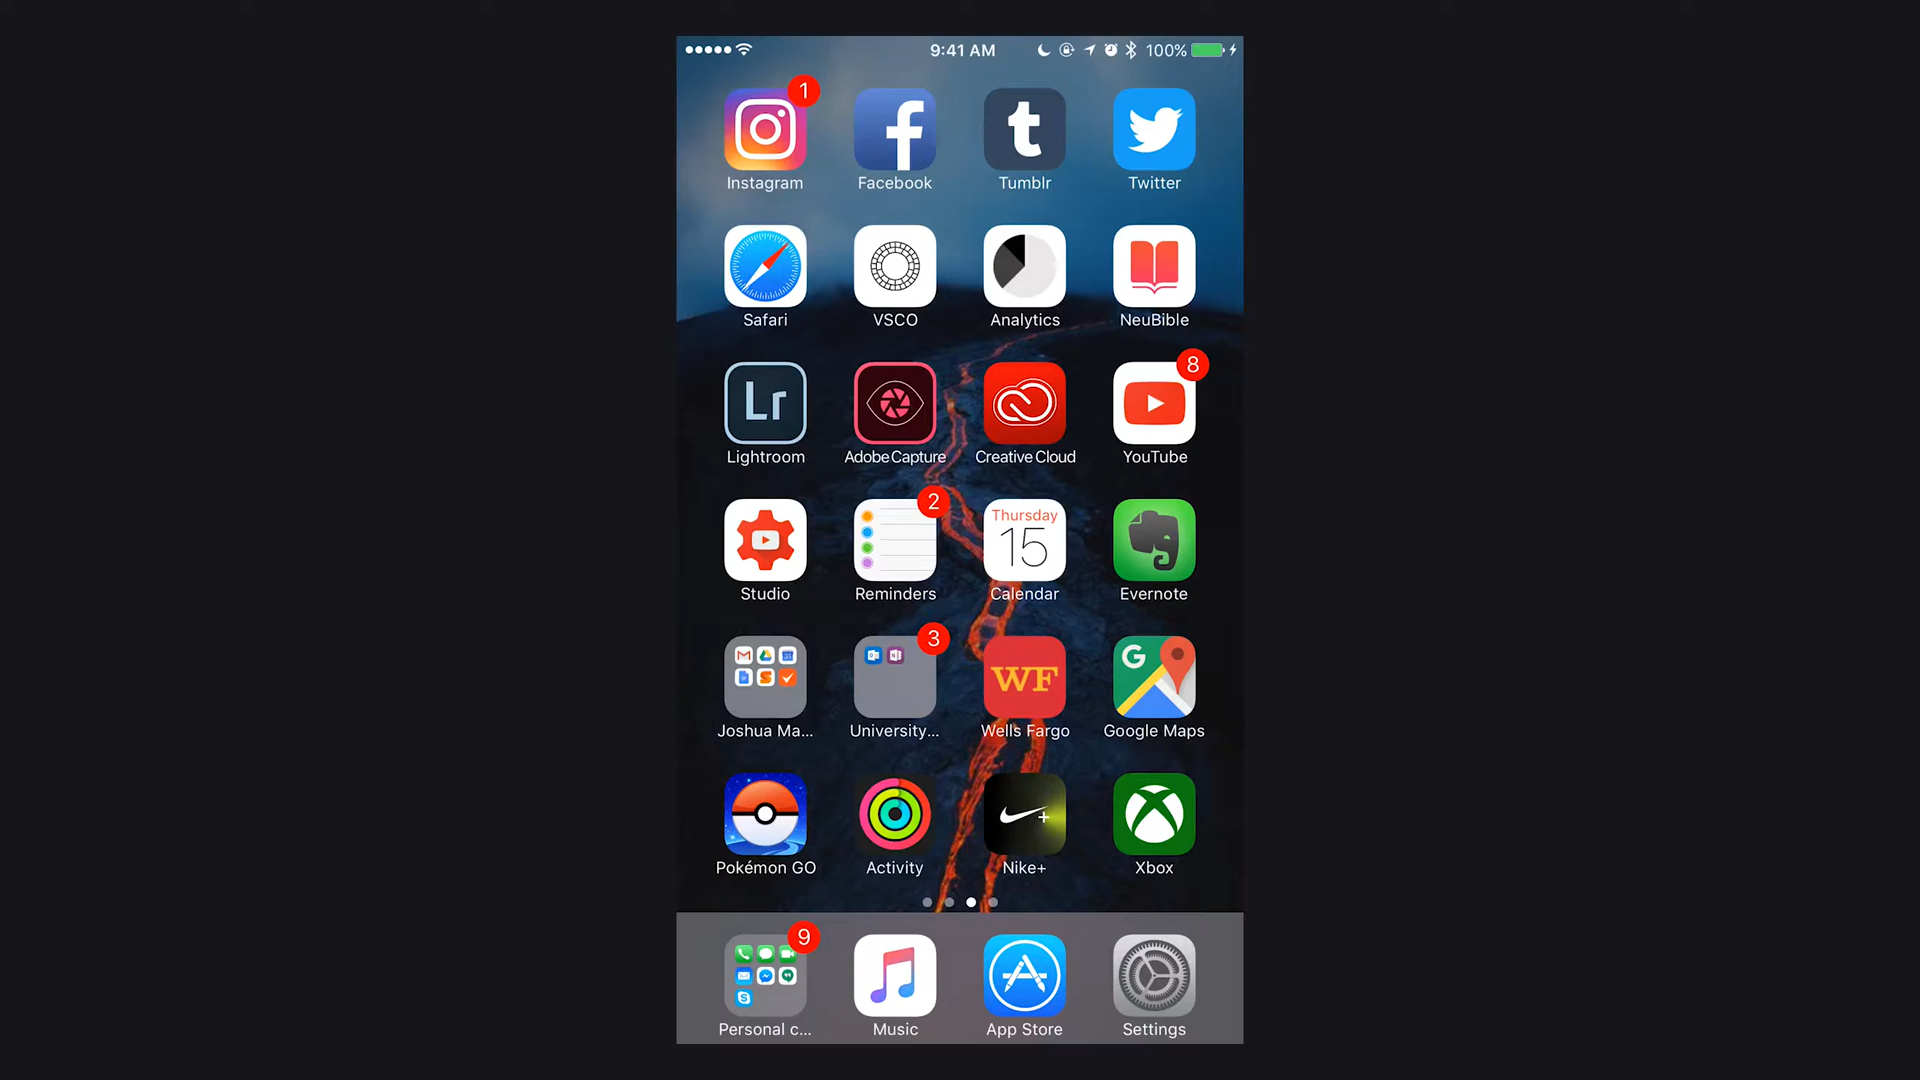 9:41 AM 100%
1
Instagram Facebook Tumblr Twitter
Safari VSCO Analytics NeuBible
8
Lr
Lightroom Adobe Capture Creative Cloud YouTube
2
Thursday
15
Studio Reminders Calendar Evernote
3
WF
G
Joshua Ma... University... Wells Fargo Google Maps
Pokémon GO Activity Nike+ Xbox
9
Personal c... Music App Store Settings